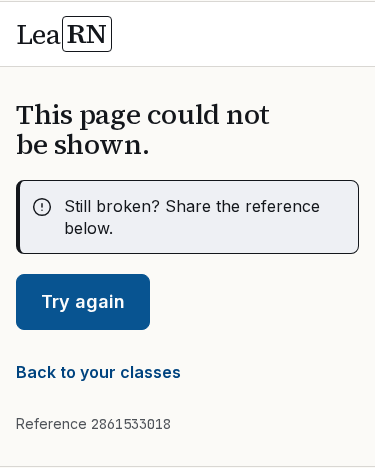 LeaRN
This page could not
be shown.
Still broken? Share the reference
below.
Try again
Back to your classes
Reference 2861533018